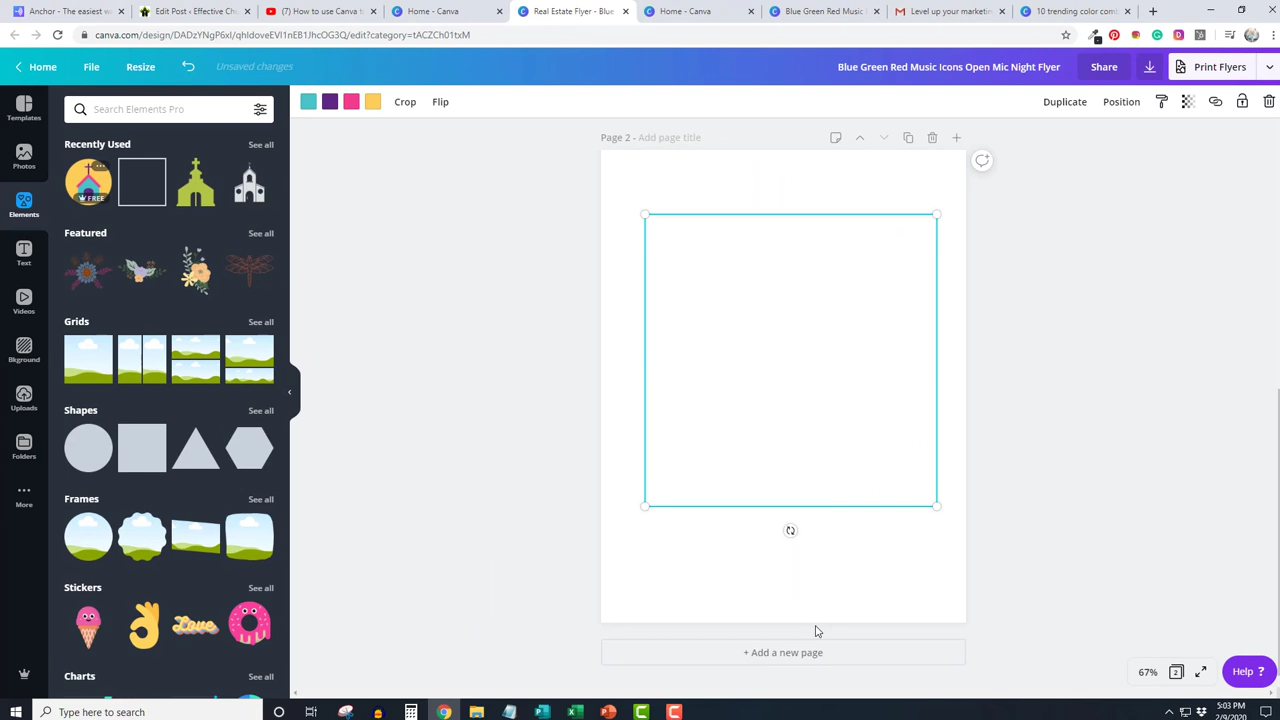 Anchor - The easiest w
Edit Post ‹ Effective Ch
(7) How to use Canva t
Home - Canva
Real Estate Flyer - Blue
Home - Canva
Blue Green Red Music I
Level up your marketin
10 trending color comb
canva.com/design/DADzYNgP6xI/qhIdoveEVl1nEB1JhcOG3Q/edit?category=tACZCh01txM
Home
File
Resize
Unsaved changes
Blue Green Red Music Icons Open Mic Night Flyer
Share
Print Flyers
Templates
Photos
Elements
Text
Videos
Bkground
Uploads
Folders
More
Search Elements Pro
Crop
Flip
Duplicate
Position
Recently Used
See all
FREE
Featured
See all
Grids
See all
Shapes
See all
Frames
See all
Stickers
See all
Love
Charts
See all
Page 2 - Add page title
+ Add a new page
67%
2
Help ?
Type here to search
5:03 PM
2/9/2020